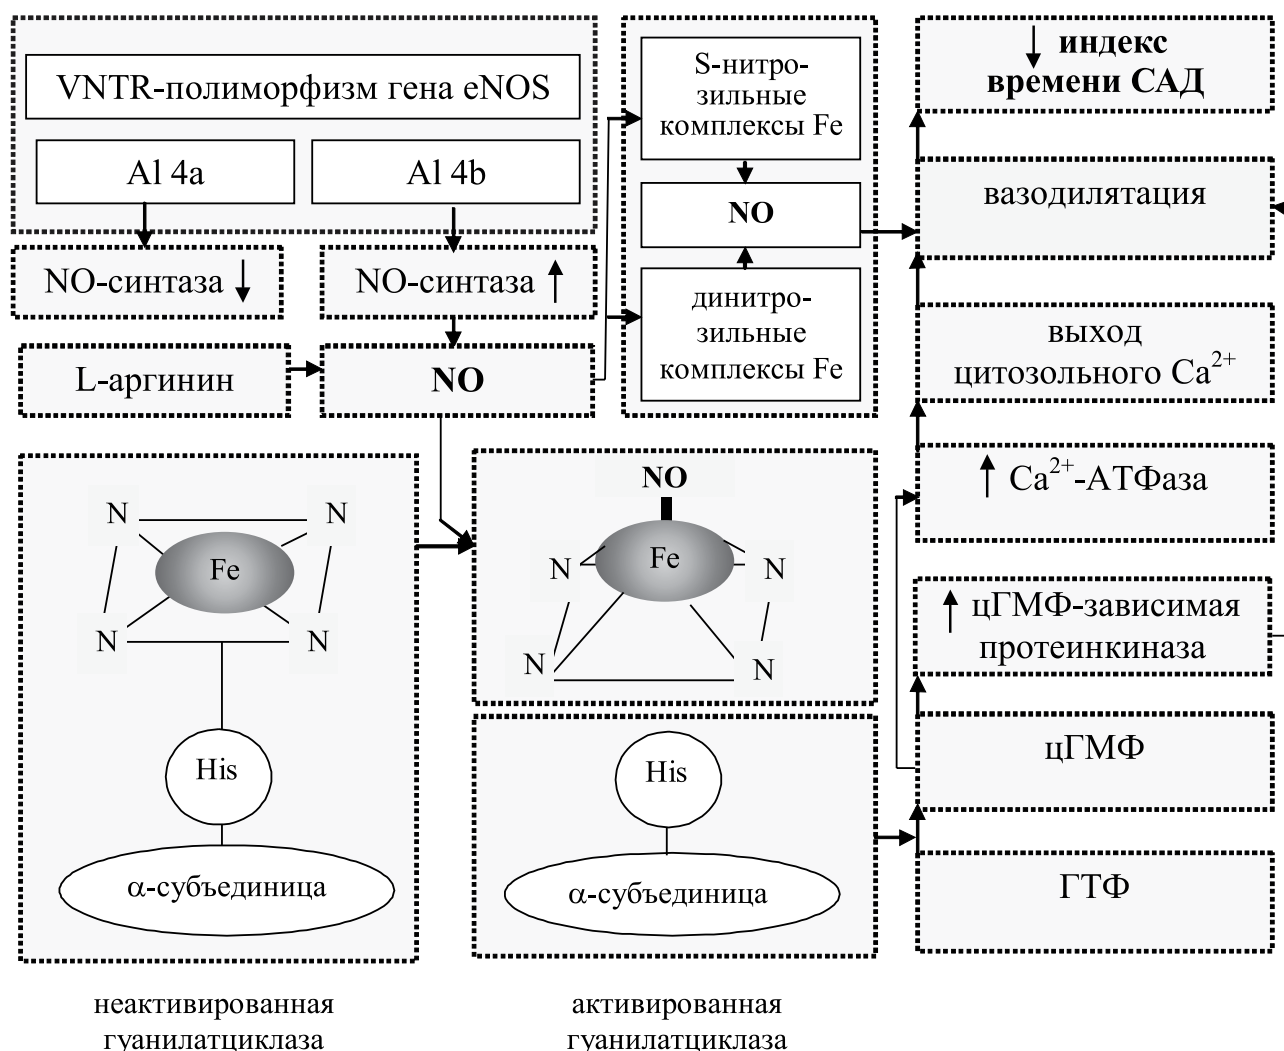 VNTR-полиморфизм гена eNOS
Al 4a
Al 4b
NO-синтаза ↓
NO-синтаза ↑
L-аргинин
NO
S-нитро-
зильные
комплексы Fe
NO
динитро-
зильные
комплексы Fe
↓ индекс
времени САД
вазодилятация
выход
цитозольного Ca²⁺
↑ Ca²⁺-АТФаза
↑ цГМФ-зависимая
протеинкиназа
цГМФ
ГТФ
N
N
Fe
N
N
His
α-субъединица
NO
Fe
N
N
N
N
His
α-субъединица
неактивированная
гуанилатциклаза
активированная
гуанилатциклаза